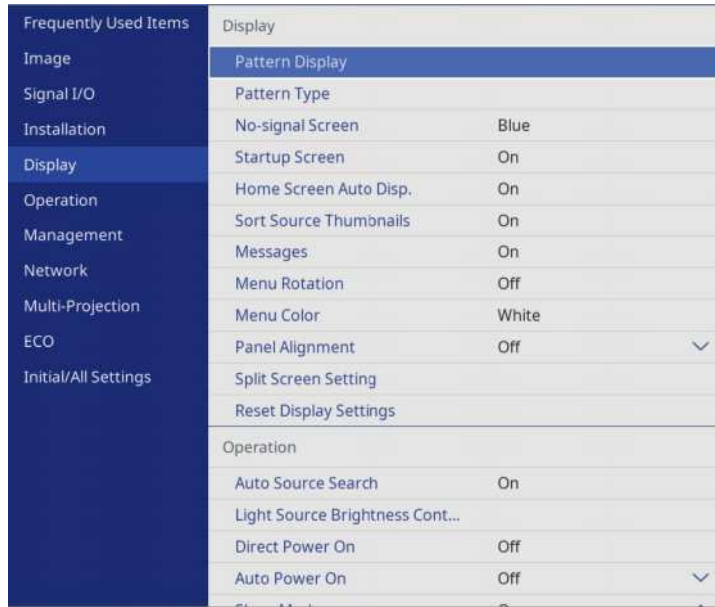 Frequently Used Items
Image
Signal I/O
Installation
Display
Operation
Management
Network
Multi-Projection
ECO
Initial/All Settings
Display
Pattern Display
Pattern Type
No-signal Screen Blue
Startup Screen On
Home Screen Auto Disp. On
Sort Source Thumbnails On
Messages On
Menu Rotation Off
Menu Color White
Panel Alignment Off
Split Screen Setting
Reset Display Settings
Operation
Auto Source Search On
Light Source Brightness Cont...
Direct Power On Off
Auto Power On Off